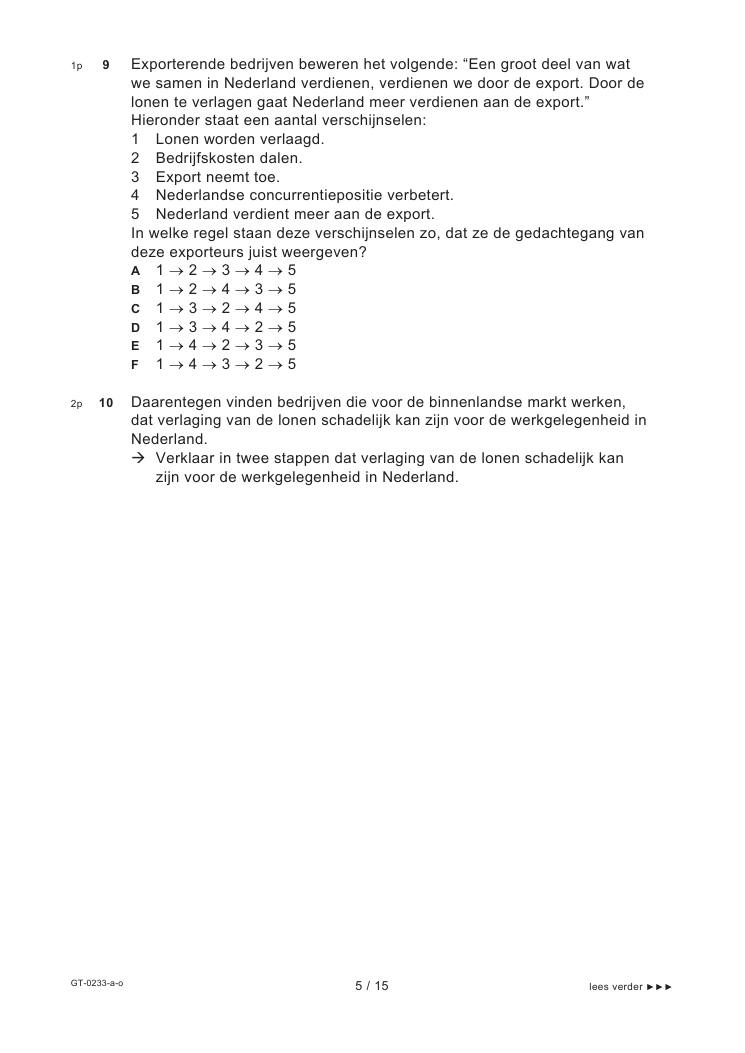 1p 9 Exporterende bedrijven beweren het volgende: “Een groot deel van wat
we samen in Nederland verdienen, verdienen we door de export. Door de
lonen te verlagen gaat Nederland meer verdienen aan de export.”
Hieronder staat een aantal verschijnselen:
1 Lonen worden verlaagd.
2 Bedrijfskosten dalen.
3 Export neemt toe.
4 Nederlandse concurrentiepositie verbetert.
5 Nederland verdient meer aan de export.
In welke regel staan deze verschijnselen zo, dat ze de gedachtegang van
deze exporteurs juist weergeven?
A 1 → 2 → 3 → 4 → 5
B 1 → 2 → 4 → 3 → 5
C 1 → 3 → 2 → 4 → 5
D 1 → 3 → 4 → 2 → 5
E 1 → 4 → 2 → 3 → 5
F 1 → 4 → 3 → 2 → 5
2p 10 Daarentegen vinden bedrijven die voor de binnenlandse markt werken,
dat verlaging van de lonen schadelijk kan zijn voor de werkgelegenheid in
Nederland.
→ Verklaar in twee stappen dat verlaging van de lonen schadelijk kan
zijn voor de werkgelegenheid in Nederland.
GT-0233-a-o 5 / 15 lees verder ►►►